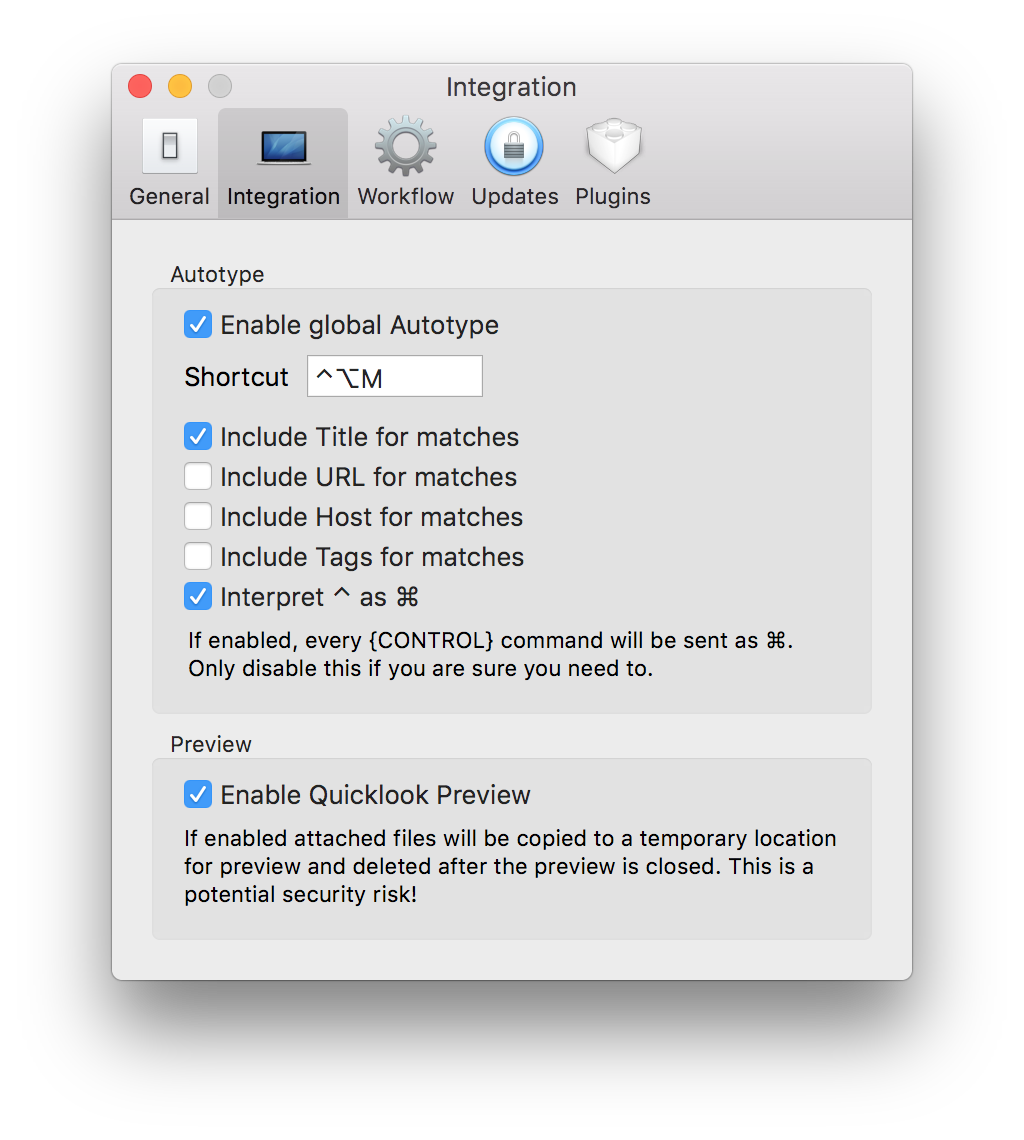 Integration
General Integration Workflow Updates Plugins
Autotype
Enable global Autotype
Shortcut ^⌥M
Include Title for matches
Include URL for matches
Include Host for matches
Include Tags for matches
Interpret ^ as ⌘
If enabled, every {CONTROL} command will be sent as ⌘.
Only disable this if you are sure you need to.
Preview
Enable Quicklook Preview
If enabled attached files will be copied to a temporary location
for preview and deleted after the preview is closed. This is a
potential security risk!